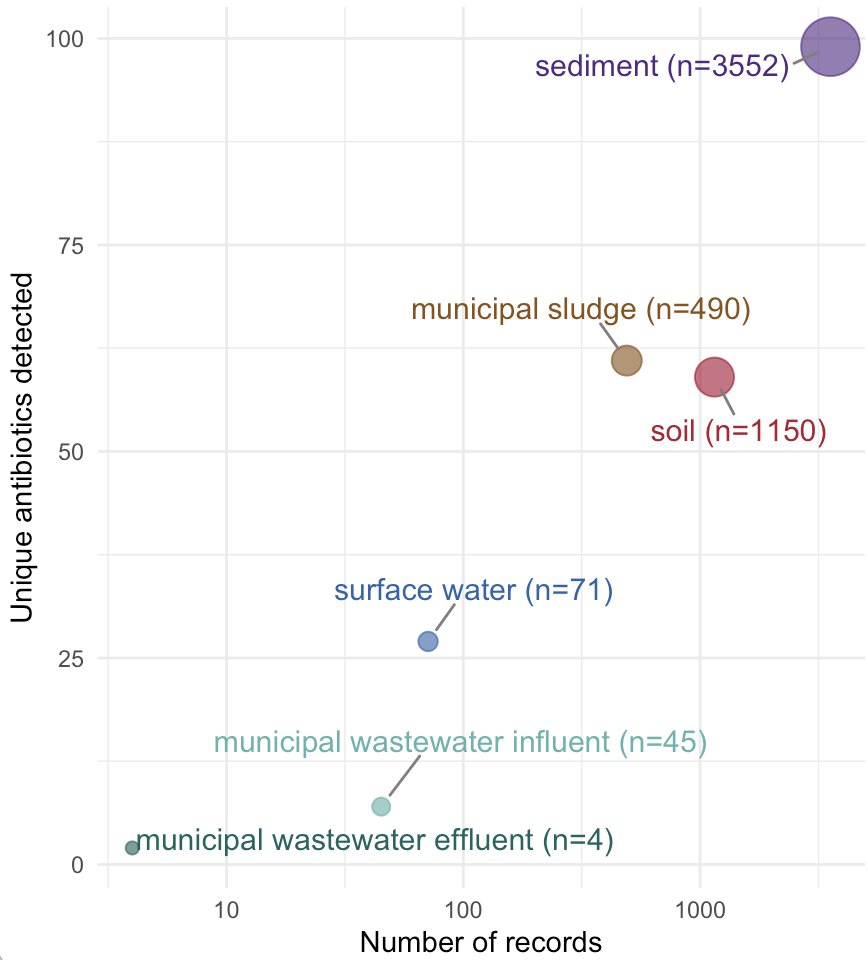 100
sediment (n=3552)
75
municipal sludge (n=490)
soil (n=1150)
50
surface water (n=71)
25
municipal wastewater influent (n=45)
municipal wastewater effluent (n=4)
0
10 100 1000
Number of records
Unique antibiotics detected